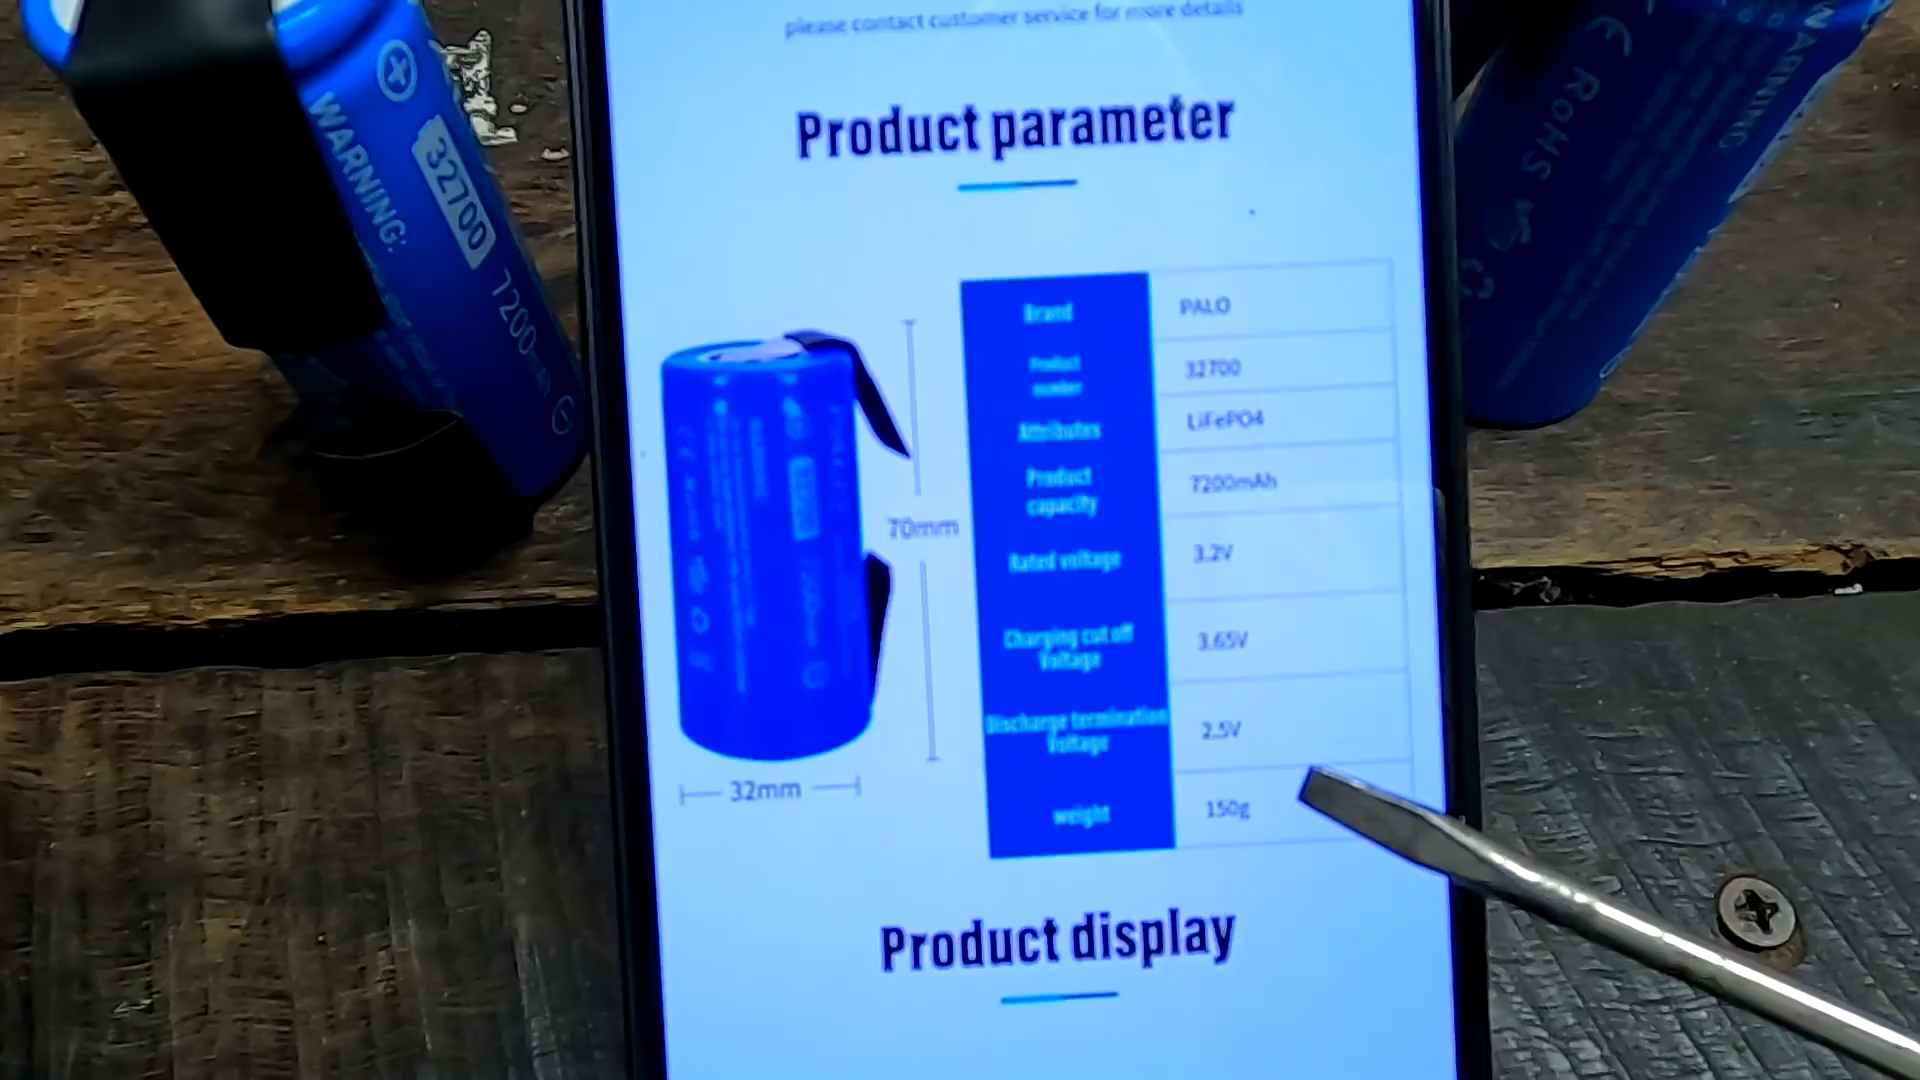 please contact customer service for more details
Product parameter
Brand PALO
Product number 32700
Attributes LiFePO4
Product capacity 7200mAh
Rated voltage 3.2V
Charging cut off Voltage 3.65V
Discharge termination Voltage 2.5V
weight 150g
70mm
32mm
Product display
WARNING:
32700
7200mAh
WARNING
CE RoHS